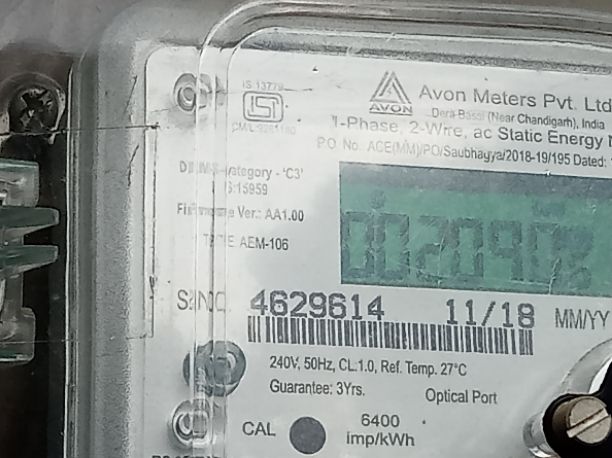 IS 13779
AVON
Avon Meters Pvt. Ltd
Dera-Bassi (Near Chandigarh), India
1-Phase, 2-Wire, ac Static Energy
P.O. No. ACE(MM)/PO/Saubhagya/2018-19/195 Dated:
Category - 'C3'
IS:15959
Firmware Ver.: AA1.00
TYPE AEM-106
S.NO. 4629614 11/18 MM/YY
240V, 50Hz, CL:1.0, Ref. Temp. 27°C
Guarantee: 3Yrs. Optical Port
CAL 6400
imp/kWh